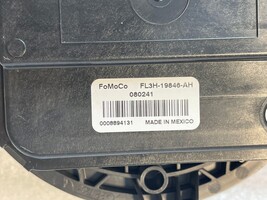 FoMoCo FL3H-19846-AH
080241
0008894131 MADE IN MEXICO